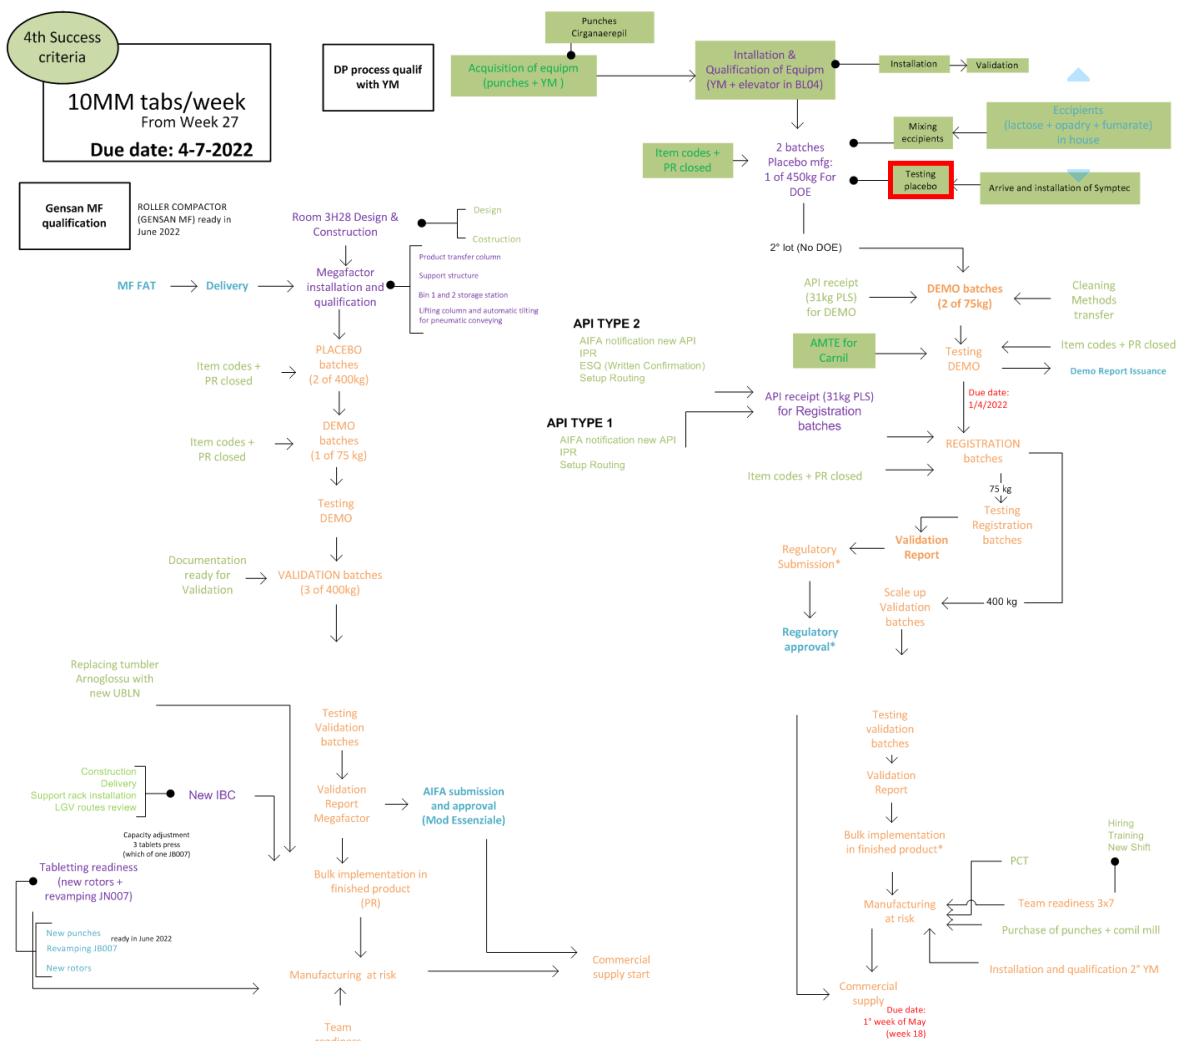 4th Success
criteria
10MM tabs/week
From Week 27
Due date: 4-7-2022
DP process qualif
with YM
Punches
Cirganaerepil
Acquisition of equipm
(punches + YM )
Intallation &
Qualification of Equipm
(YM + elevator in BL04)
Installation
Validation
Eccipients
(lactose + opadry + fumarate)
in house
Mixing
eccipients
Item codes +
PR closed
2 batches
Placebo mfg:
1 of 450kg For
DOE
Testing
placebo
Arrive and installation of Symptec
Gensan MF
qualification
ROLLER COMPACTOR
(GENSAN MF) ready in
June 2022
Room 3H28 Design &
Construction
Design
Costruction
2° lot (No DOE)
MF FAT
Delivery
Megafactor
installation and
qualification
Product transfer column
Support structure
Bin 1 and 2 storage station
Lifting column and automatic tilting
for pneumatic conveying
API receipt
(31kg PLS)
for DEMO
DEMO batches
(2 of 75kg)
Cleaning
Methods
transfer
API TYPE 2
AIFA notification new API
IPR
ESQ (Written Confirmation)
Setup Routing
AMTE for
Carnil
Testing
DEMO
Item codes + PR closed
Demo Report Issuance
Item codes +
PR closed
PLACEBO
batches
(2 of 400kg)
Due date:
1/4/2022
API receipt (31kg PLS)
for Registration
batches
API TYPE 1
AIFA notification new API
IPR
Setup Routing
Item codes +
PR closed
DEMO
batches
(1 of 75 kg)
REGISTRATION
batches
Item codes + PR closed
75 kg
Testing
DEMO
Testing
Registration
batches
Validation
Report
Regulatory
Submission*
Documentation
ready for
Validation
VALIDATION batches
(3 of 400kg)
Scale up
Validation
batches
400 kg
Regulatory
approval*
Replacing tumbler
Arnoglossu with
new UBLN
Testing
Validation
batches
Testing
validation
batches
Construction
Delivery
Support rack installation
LGV routes review
New IBC
Validation
Report
Megafactor
AIFA submission
and approval
(Mod Essenziale)
Validation
Report
Capacity adjustment
3 tablets press
(which of one JB007)
Bulk implementation
in finished product*
Hiring
Training
New Shift
Tabletting readiness
(new rotors +
revamping JN007)
Bulk implementation in
finished product
(PR)
PCT
Manufacturing
at risk
Team readiness 3x7
Purchase of punches + comil mill
New punches
ready in June 2022
Revamping JB007
New rotors
Manufacturing at risk
Commercial
supply start
Installation and qualification 2° YM
Commercial
supply
Due date:
1° week of May
(week 18)
Team
readiness